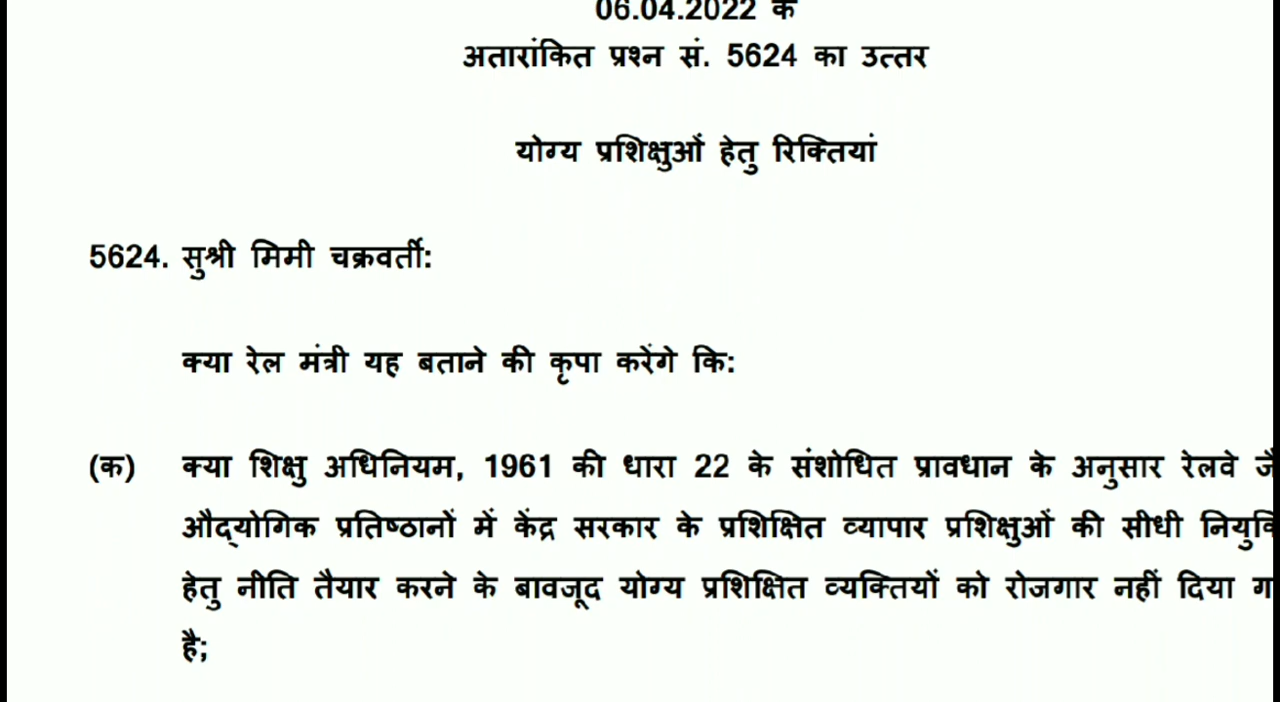 06.04.2022 के
अतारांकित प्रश्न सं. 5624 का उत्तर
योग्य प्रशिक्षुओं हेतु रिक्तियां
5624. सुश्री मिमी चक्रवर्ती:
क्या रेल मंत्री यह बताने की कृपा करेंगे कि:
(क) क्या शिक्षु अधिनियम, 1961 की धारा 22 के संशोधित प्रावधान के अनुसार रेलवे
औद्योगिक प्रतिष्ठानों में केंद्र सरकार के प्रशिक्षित व्यापार प्रशिक्षुओं की सीधी
हेतु नीति तैयार करने के बावजूद योग्य प्रशिक्षित व्यक्तियों को रोजगार नहीं दिया
है;